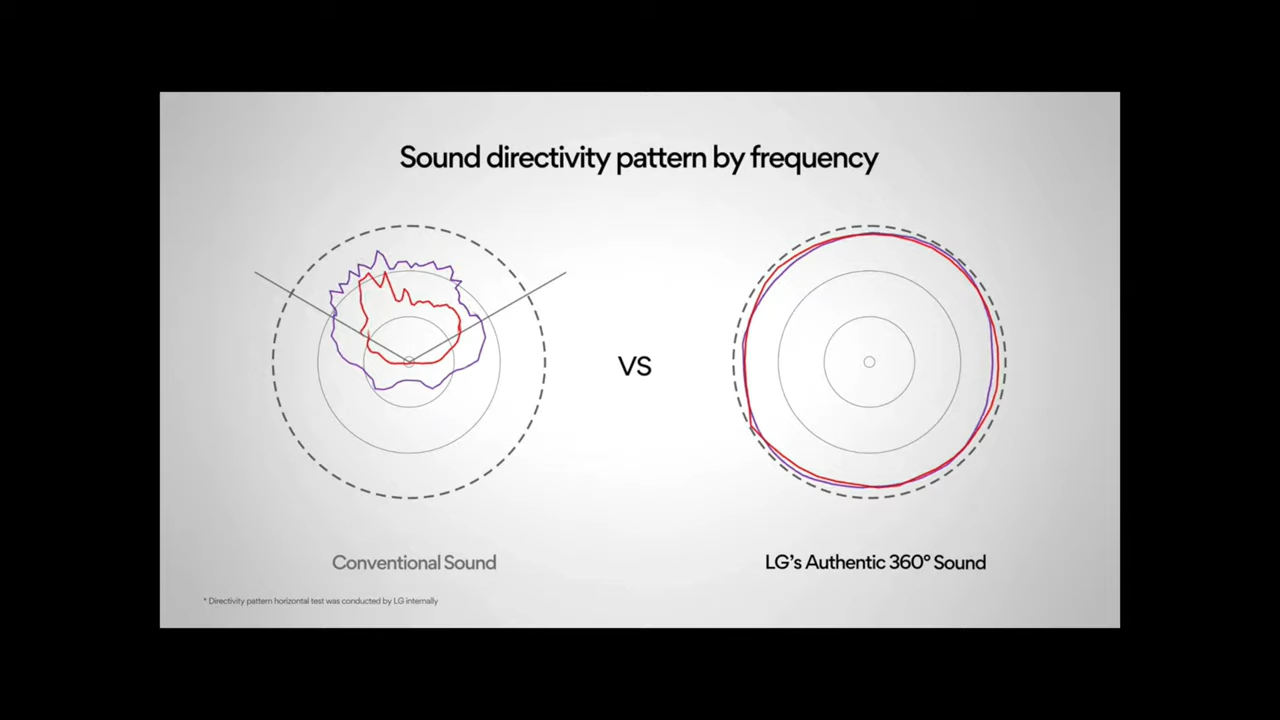 Sound directivity pattern by frequency
VS
Conventional Sound
LG's Authentic 360° Sound
* Directivity pattern horizontal test was conducted by LG internally